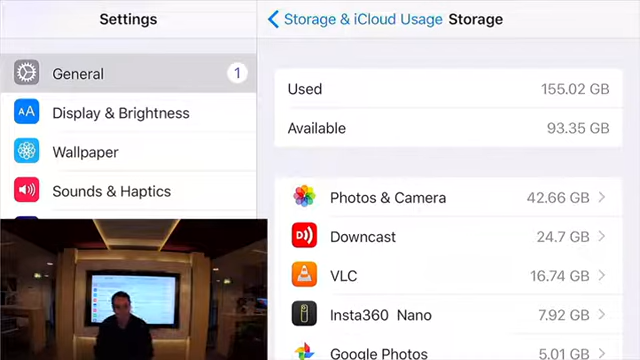 Settings
Storage & iCloud Usage Storage
General 1
Display & Brightness
Wallpaper
Sounds & Haptics
Used 155.02 GB
Available 93.35 GB
Photos & Camera 42.66 GB
Downcast 24.7 GB
VLC 16.74 GB
Insta360 Nano 7.92 GB
Google Photos 5.01 GB